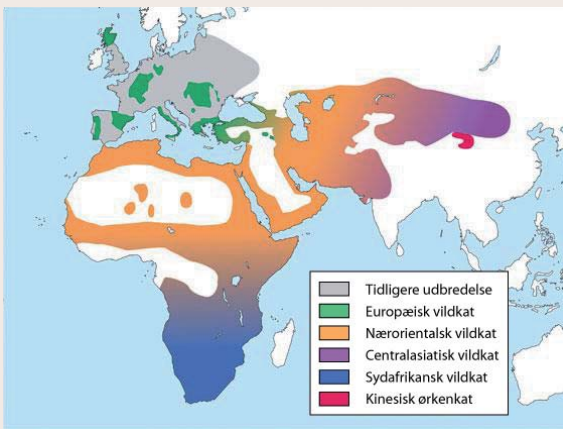 Tidligere udbredelse
Europæisk vildkat
Nærorientalsk vildkat
Centralasiatisk vildkat
Sydafrikansk vildkat
Kinesisk ørkenkat